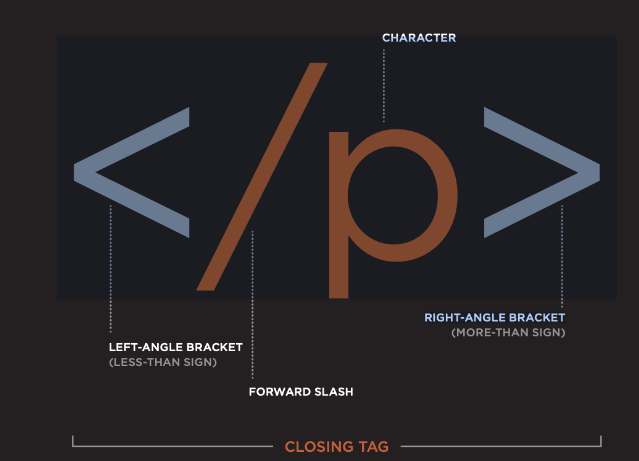 CHARACTER
</p>
RIGHT-ANGLE BRACKET
(MORE-THAN SIGN)
LEFT-ANGLE BRACKET
(LESS-THAN SIGN)
FORWARD SLASH
CLOSING TAG